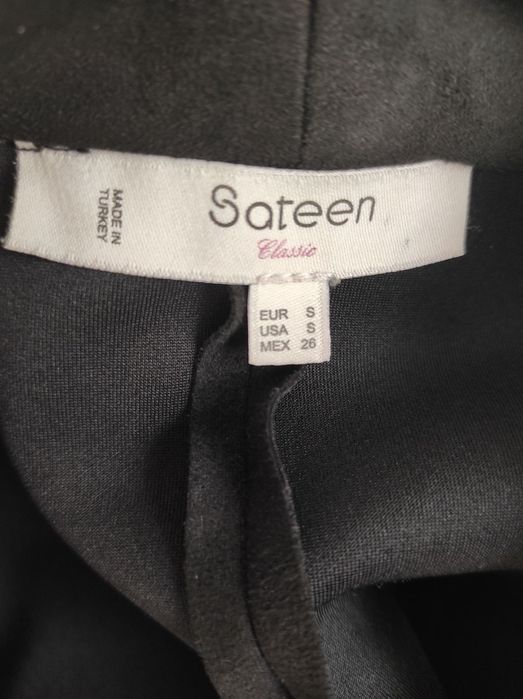 MADE IN
TURKEY
Sateen
Classic
EUR S
USA S
MEX 26